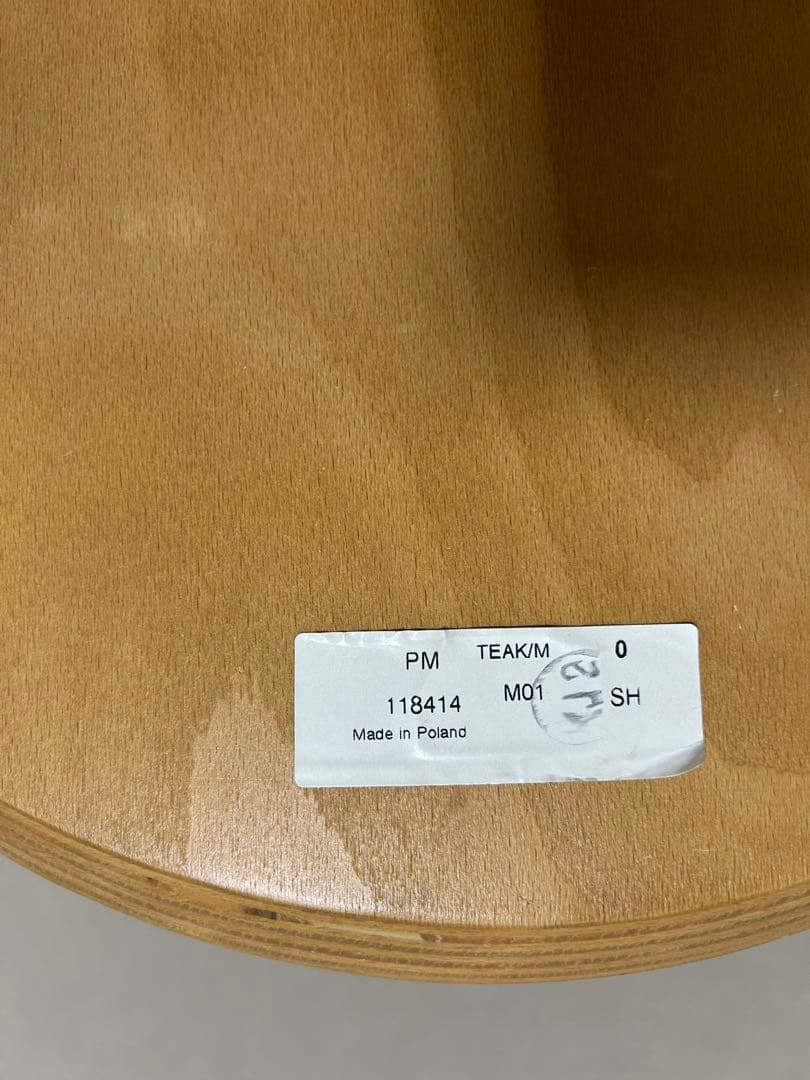 PM TEAK/M 0
118414 M01 SH
Made in Poland